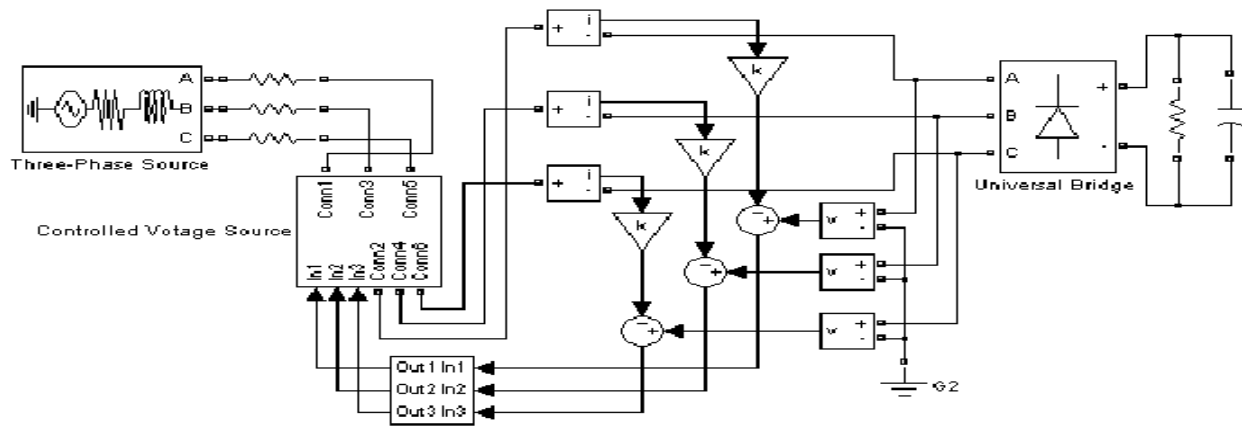 A
B
C
Three-Phase Source
Conn1
Conn3
Conn5
Controlled Votage Source
In1
In2
In3
Conn2
Conn4
Conn6
+
i
-
k
+
i
-
k
+
i
-
k
A
B
C
+
-
Universal Bridge
-
+
v
+
-
-
+
v
+
-
-
+
v
+
-
G2
Out1 In1
Out2 In2
Out3 In3